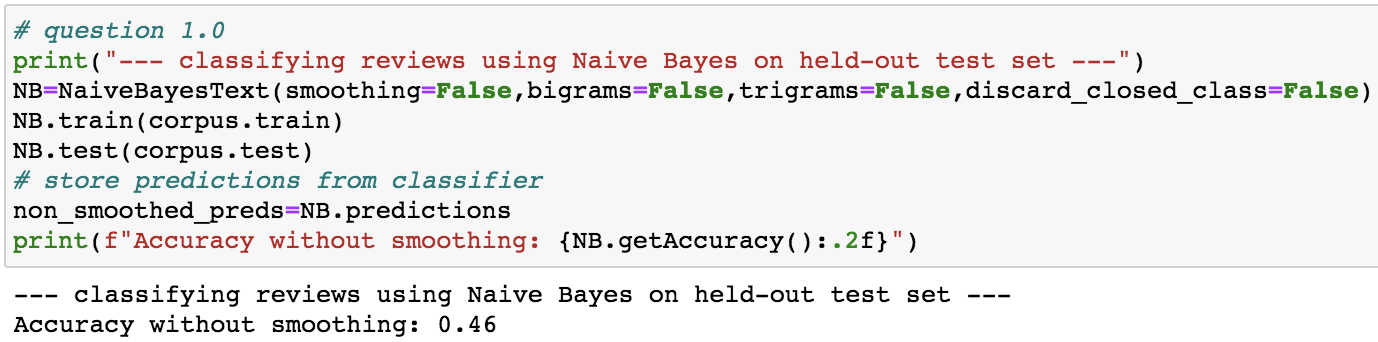 # question 1.0
print("--- classifying reviews using Naive Bayes on held-out test set ---")
NB=NaiveBayesText(smoothing=False,bigrams=False,trigrams=False,discard_closed_class=False)
NB.train(corpus.train)
NB.test(corpus.test)
# store predictions from classifier
non_smoothed_preds=NB.predictions
print(f"Accuracy without smoothing: {NB.getAccuracy():.2f}")
--- classifying reviews using Naive Bayes on held-out test set ---
Accuracy without smoothing: 0.46